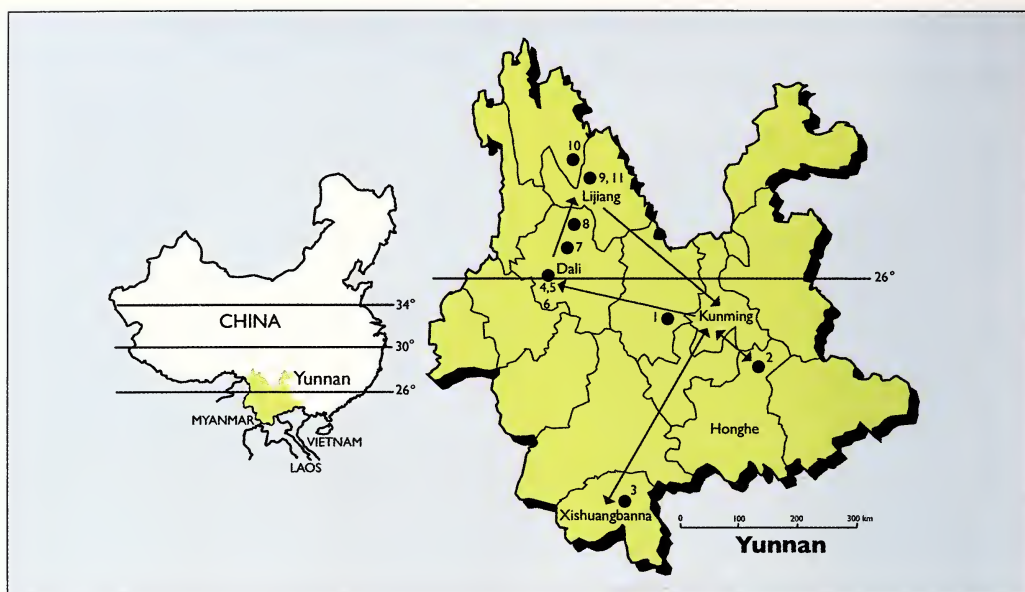 34°
CHINA
30°
Yunnan
26°
MYANMAR
VIETNAM
LAOS
10
9, 11
Lijiang
8
7
Dali
26°
4,5
6
1
Kunming
2
Honghe
3
Xishuangbanna
0 100 200 300 km
Yunnan